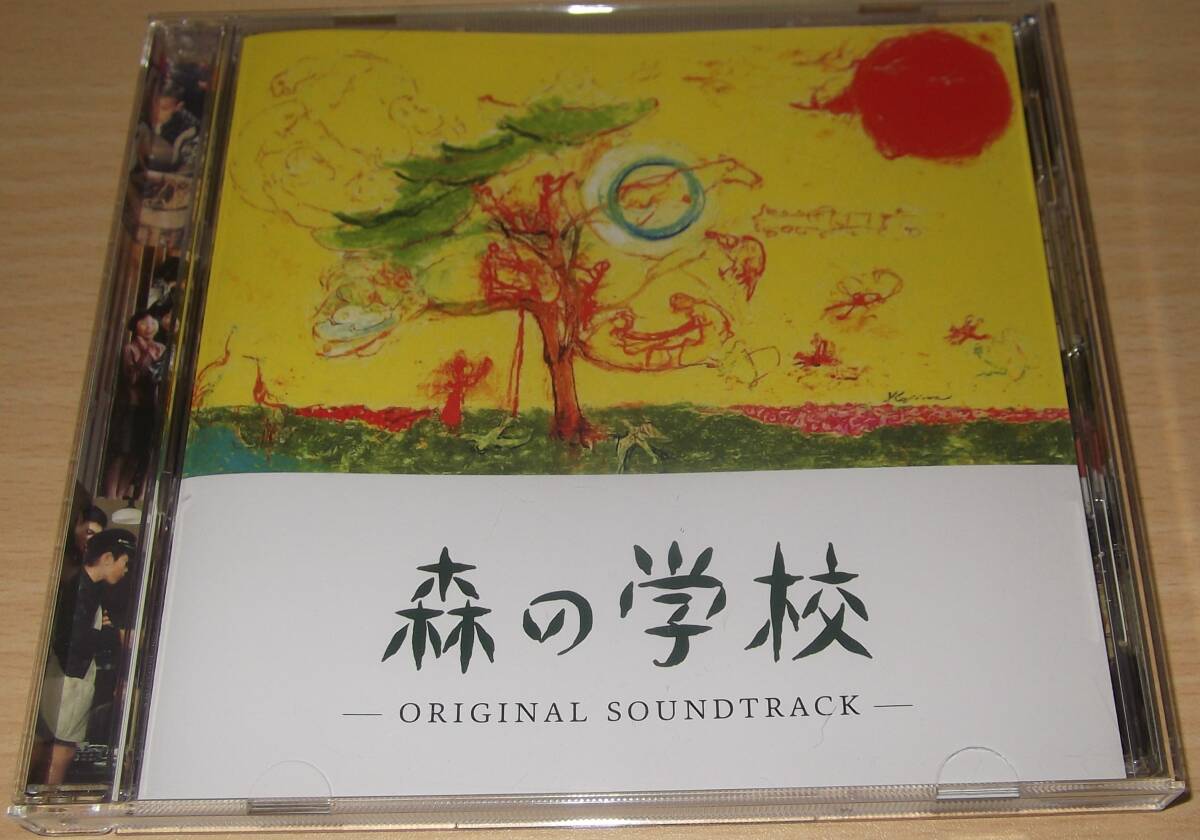 森の学校
— ORIGINAL SOUNDTRACK —